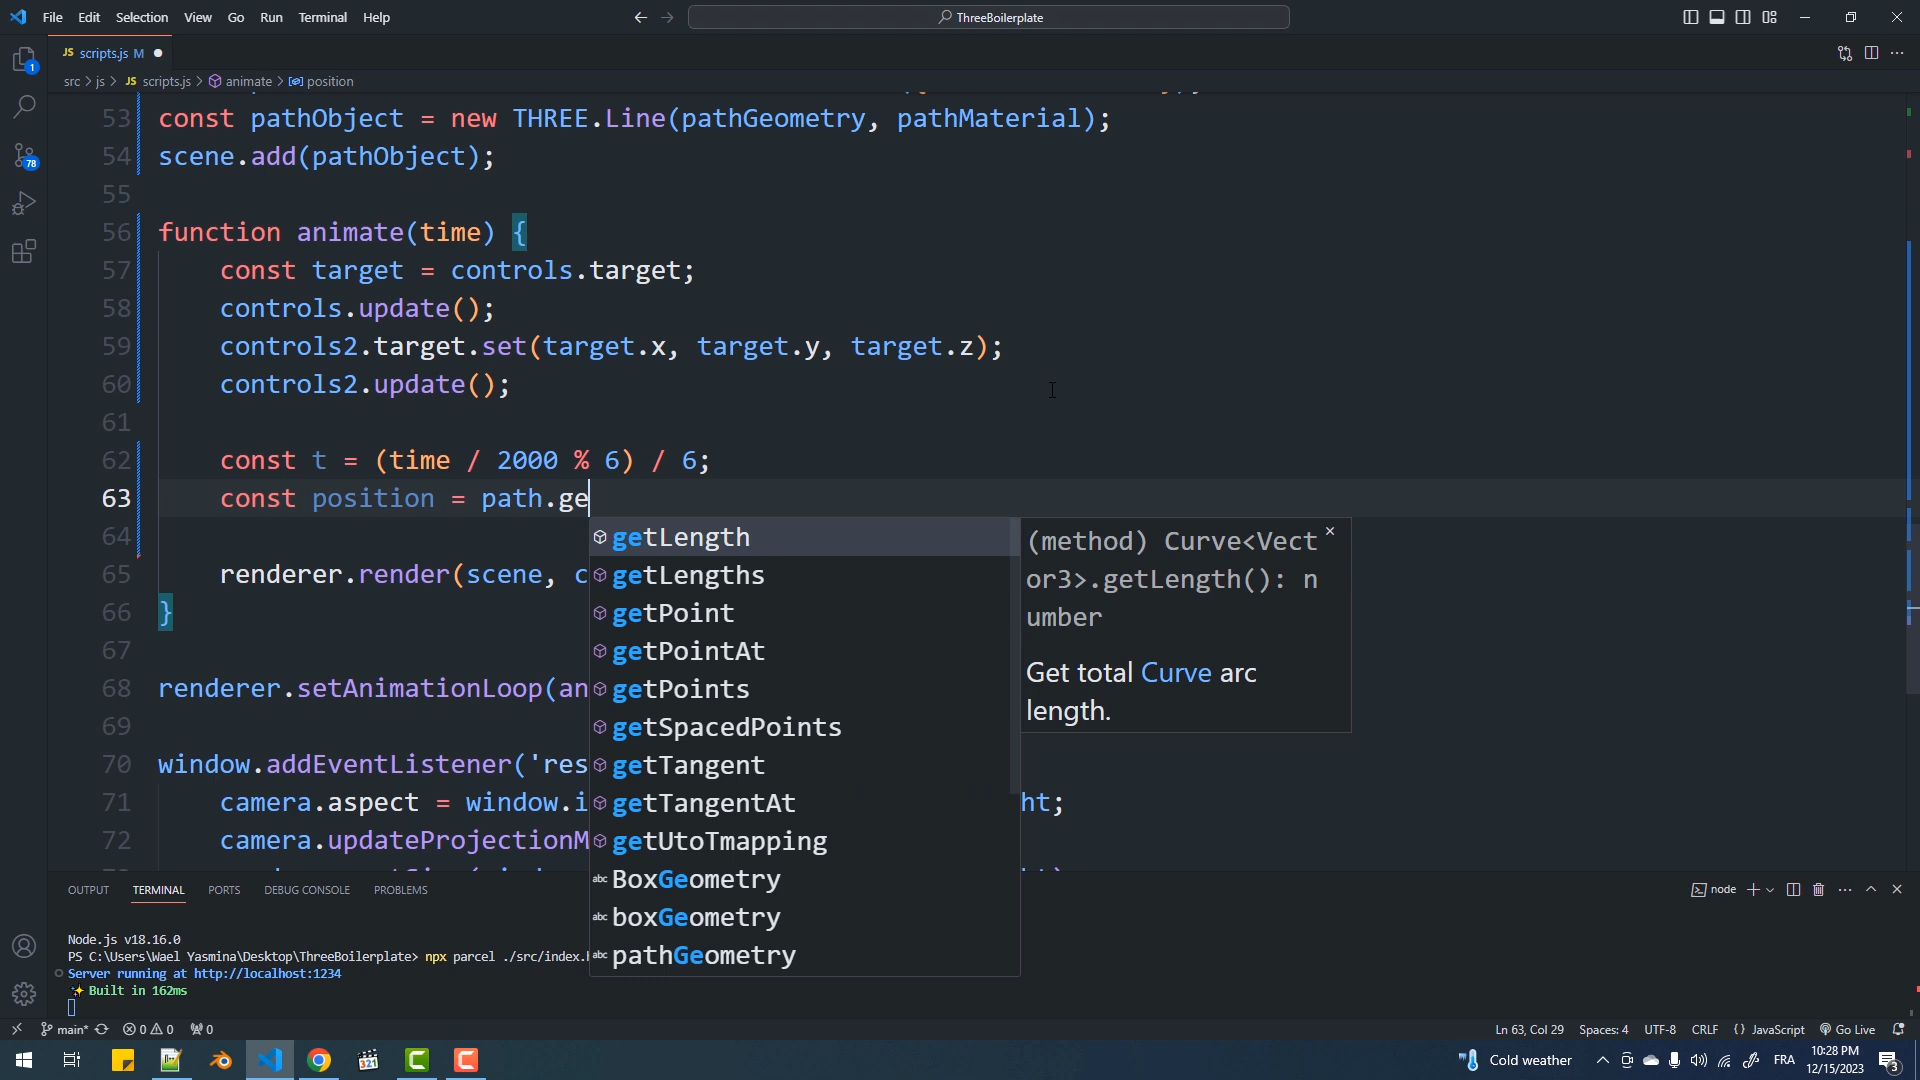 File Edit Selection View Go Run Terminal Help
ThreeBoilerplate
JS scripts.js M
src > js > JS scripts.js > animate > position
53 const pathObject = new THREE.Line(pathGeometry, pathMaterial);
54 scene.add(pathObject);
55
56 function animate(time) {
57 const target = controls.target;
58 controls.update();
59 controls2.target.set(target.x, target.y, target.z);
60 controls2.update();
61
62 const t = (time / 2000 % 6) / 6;
63 const position = path.ge
64
65 renderer.render(scene, c
66 }
67
68 renderer.setAnimationLoop(an
69
70 window.addEventListener('res
71 camera.aspect = window.i ht;
72 camera.updateProjectionM
getLength
getLengths
getPoint
getPointAt
getPoints
getSpacedPoints
getTangent
getTangentAt
getUtoTmapping
abc BoxGeometry
abc boxGeometry
abc pathGeometry
(method) Curve<Vect
or3>.getLength(): n
umber
Get total Curve arc
length.
1
78
OUTPUT TERMINAL PORTS DEBUG CONSOLE PROBLEMS
node
Node.js v18.16.0
PS C:\Users\Wael Yasmina\Desktop\ThreeBoilerplate> npx parcel ./src/index.
Server running at http://localhost:1234
Built in 162ms
main* 0 0 0
Ln 63, Col 29 Spaces: 4 UTF-8 CRLF {} JavaScript Go Live
321
Cold weather
FRA
10:28 PM
12/15/2023
3